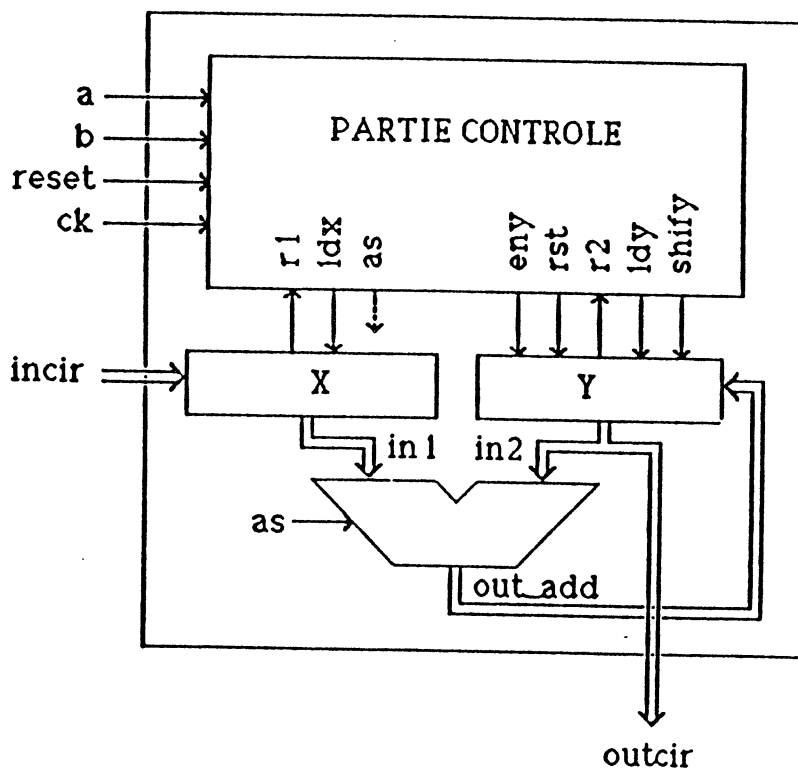 a
b
reset
ck
PARTIE CONTROLE
r1
ldx
as
eny
rst
r2
ldy
shify
incir
X
Y
in1
in2
as
out_add
outcir